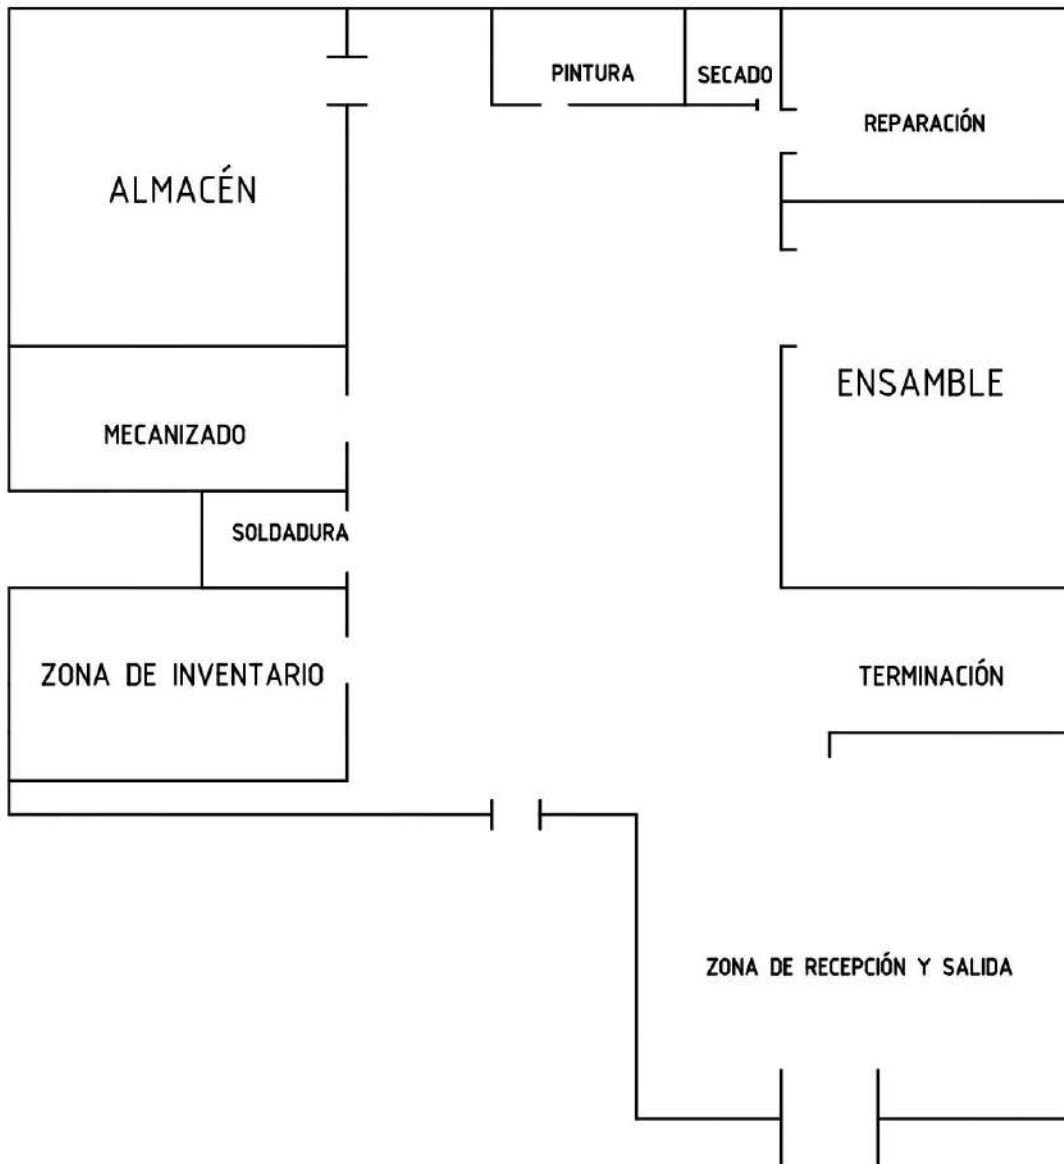 PINTURA
SECADO
REPARACIÓN
ALMACÉN
ENSAMBLE
MECANIZADO
SOLDADURA
ZONA DE INVENTARIO
TERMINACIÓN
ZONA DE RECEPCIÓN Y SALIDA